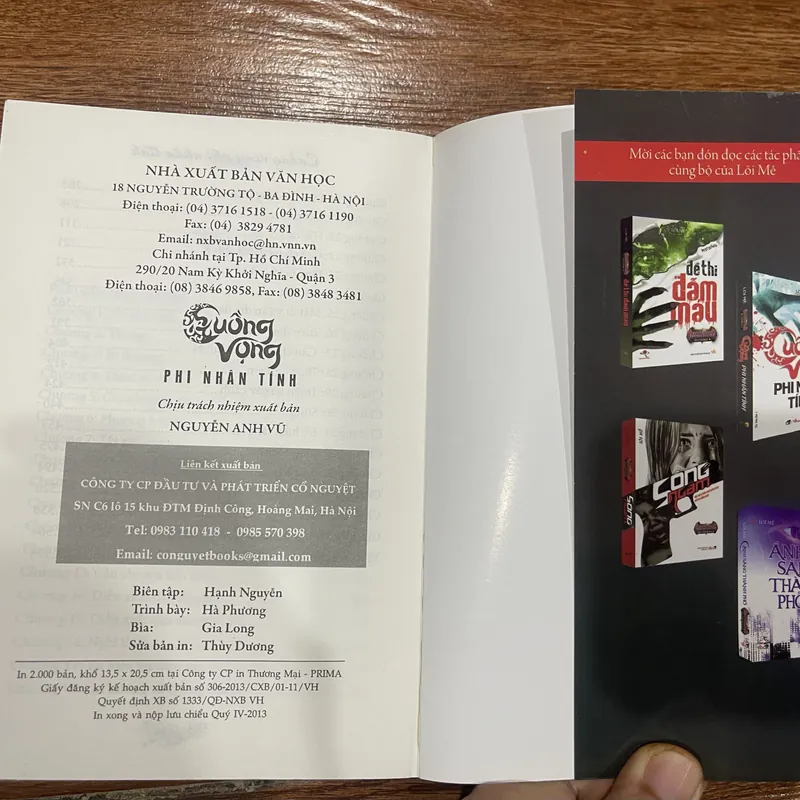 NHÀ XUẤT BẢN VĂN HỌC
18 NGUYỄN TRƯỜNG TỘ - BA ĐÌNH - HÀ NỘI
Điện thoại: (04) 3716 1518 - (04) 3716 1190
Fax: (04) 3829 4781
Email: nxbvanhoc@hn.vnn.vn
Chi nhánh tại Tp. Hồ Chí Minh
290/20 Nam Kỳ Khởi Nghĩa - Quận 3
Điện thoại: (08) 3846 9858, Fax: (08) 3848 3481
Cuồng
vọng
PHI NHÂN TÍNH
Chịu trách nhiệm xuất bản
NGUYỄN ANH VŨ
Liên kết xuất bản
CÔNG TY CP ĐẦU TƯ VÀ PHÁT TRIỂN CỔ NGUYỆT
SN C6 lô 15 khu ĐTM Định Công, Hoàng Mai, Hà Nội
Tel: 0983 110 418 - 0985 570 398
Email: conguyetbooks@gmail.com
Biên tập: Hạnh Nguyên
Trình bày: Hà Phương
Bìa: Gia Long
Sửa bản in: Thùy Dương
In 2.000 bản, khổ 13,5 x 20,5 cm tại Công ty CP in Thương Mại - PRIMA
Giấy đăng ký kế hoạch xuất bản số 306-2013/CXB/01-11/VH
Quyết định XB số 1333/QĐ-NXB VH
In xong và nộp lưu chiểu Quý IV-2013
Mời các bạn đón đọc các tác phẩ
cùng bộ của Lôi Mễ
đề thi
đẫm
máu
PHI NHÂN TÍNH
SÔNG
NGẦM
SÔNG
LÔI MỄ